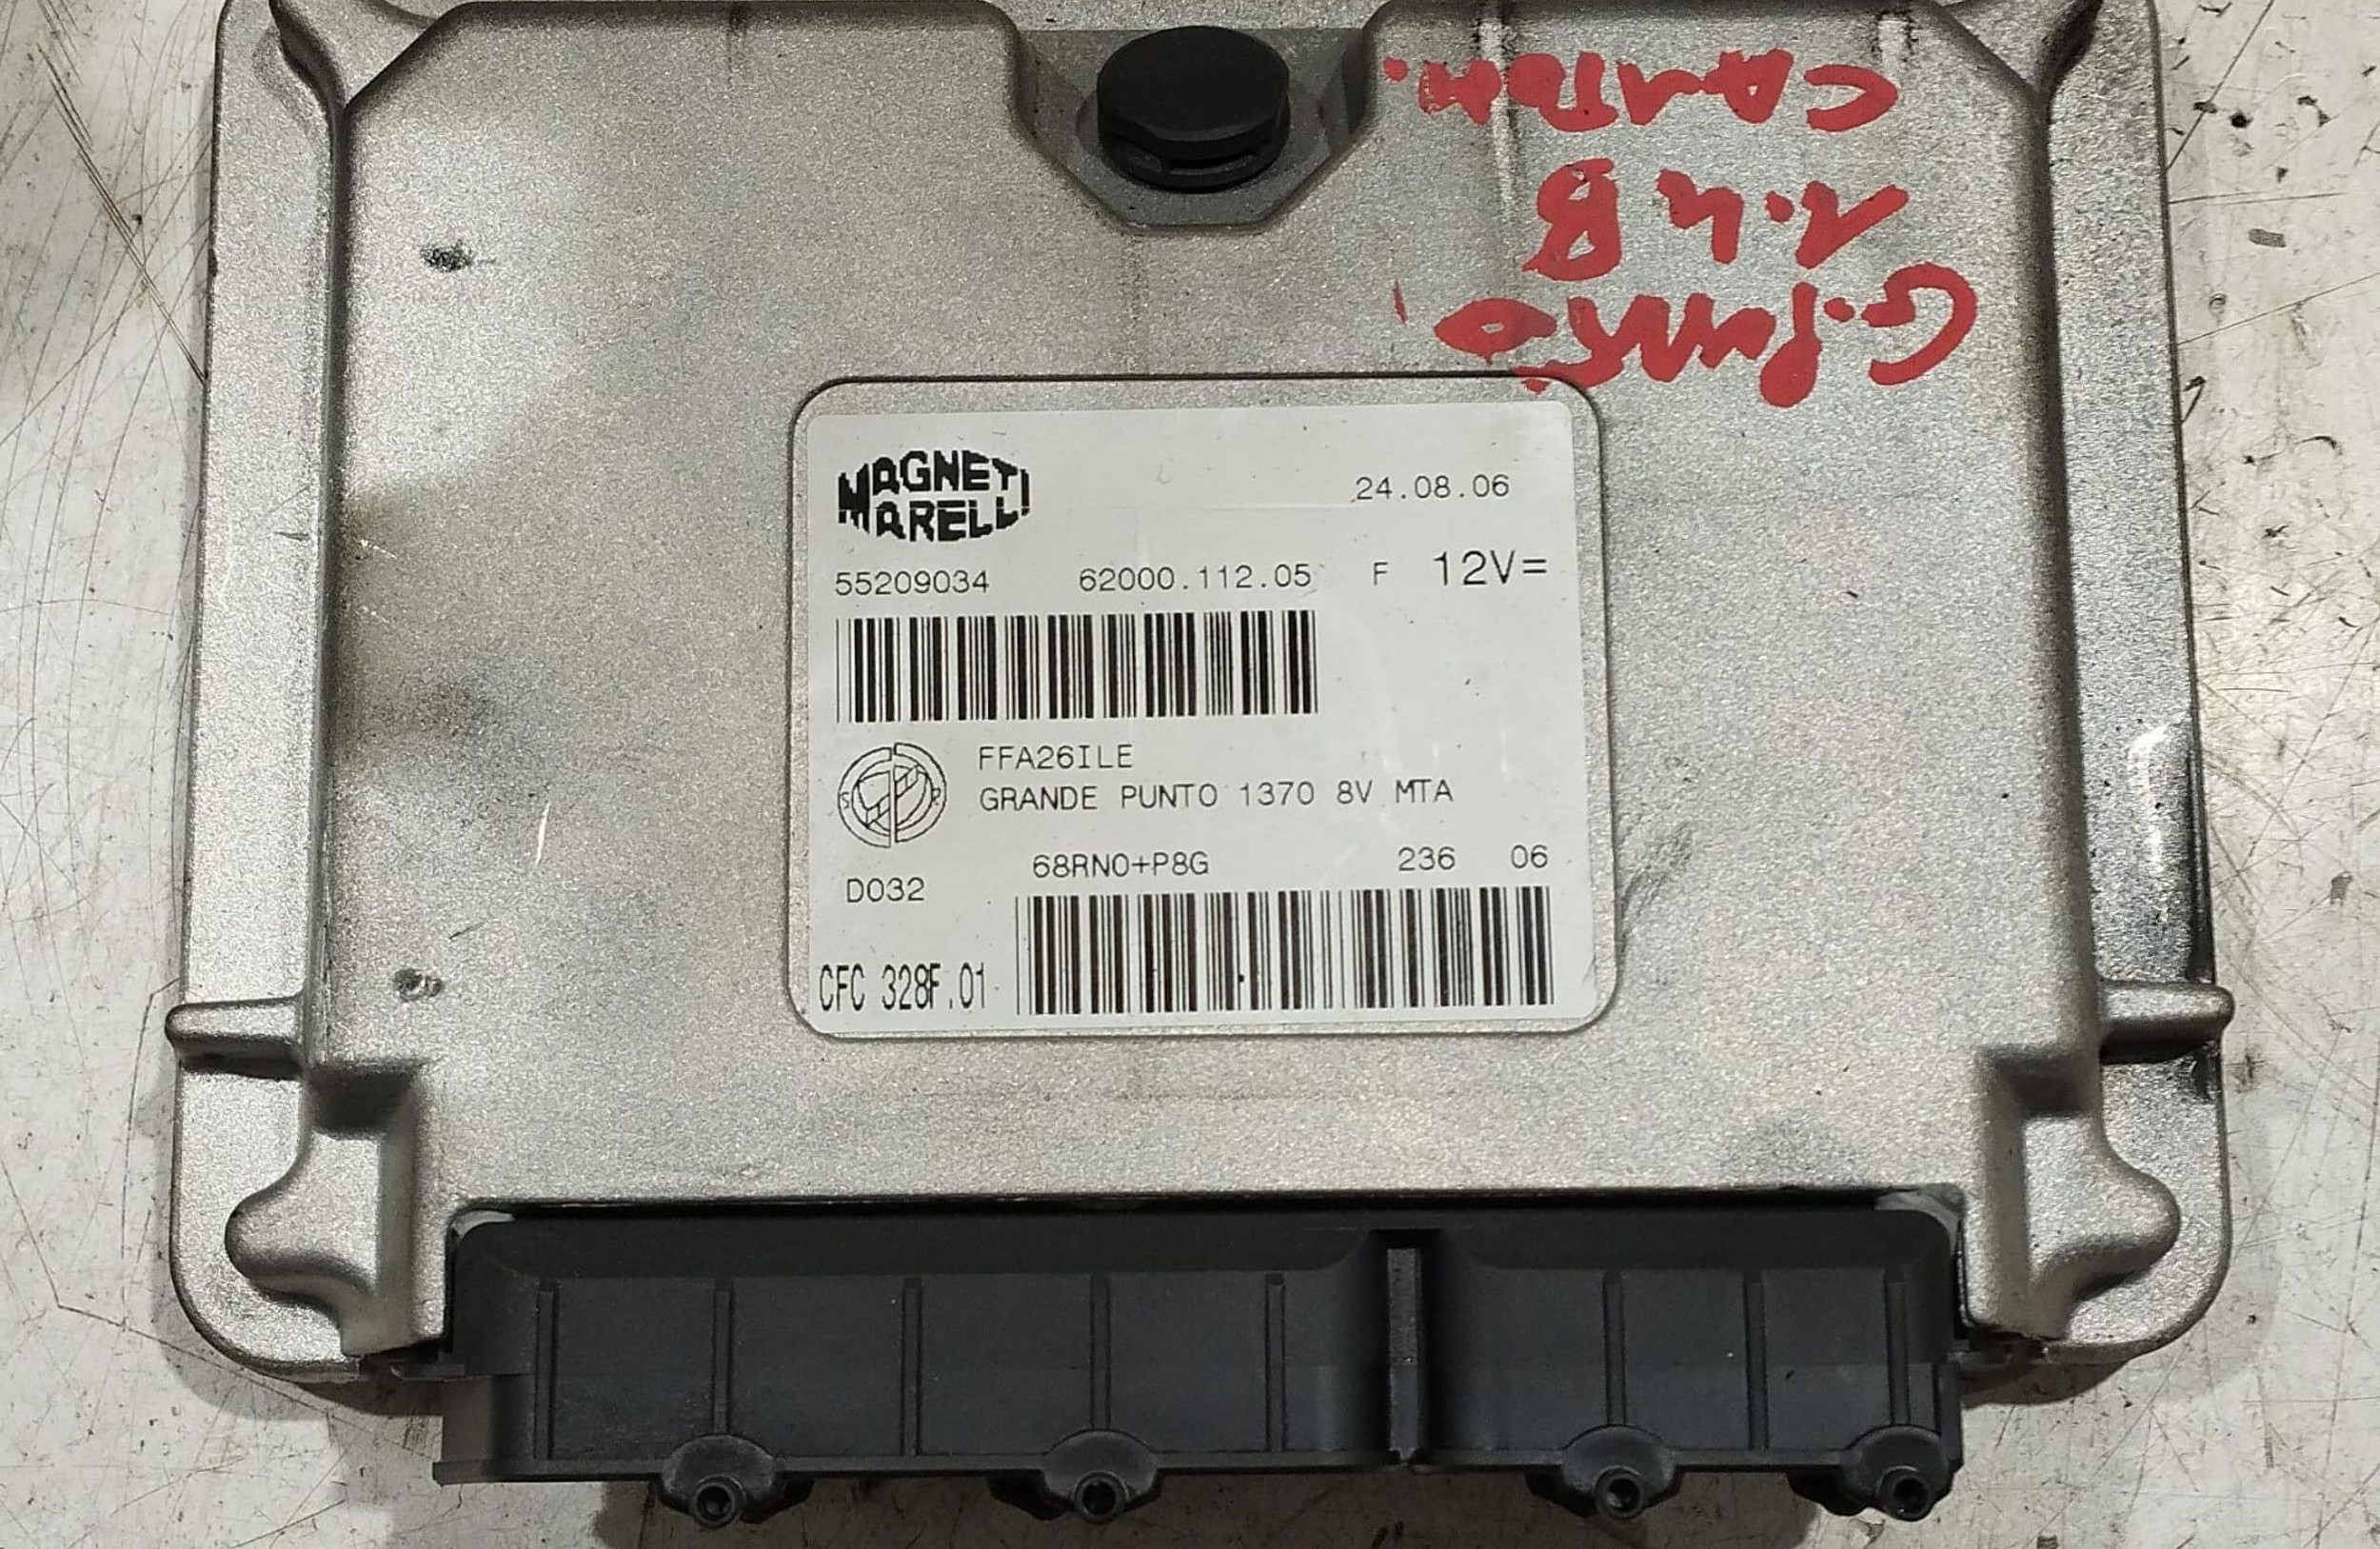 G. PUNTO
1.4 B
CAMBDM.
MAGNETI
MARELLI
24.08.06
55209034 62000.112.05 F 12V=
FFA26ILE
GRANDE PUNTO 1370 8V MTA
68RN0+P8G 236 06
D032
CFC 328F.01